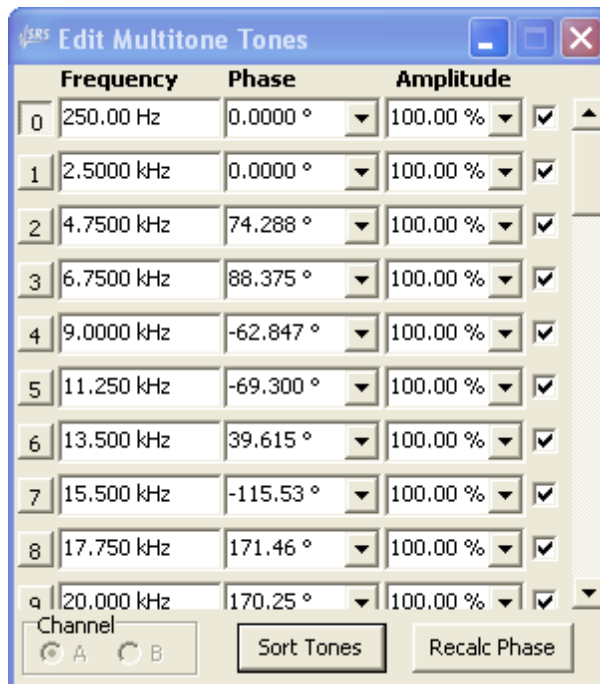 SRS Edit Multitone Tones
Frequency Phase Amplitude
0 250.00 Hz 0.0000 ° 100.00 %
1 2.5000 kHz 0.0000 ° 100.00 %
2 4.7500 kHz 74.288 ° 100.00 %
3 6.7500 kHz 88.375 ° 100.00 %
4 9.0000 kHz -62.847 ° 100.00 %
5 11.250 kHz -69.300 ° 100.00 %
6 13.500 kHz 39.615 ° 100.00 %
7 15.500 kHz -115.53 ° 100.00 %
8 17.750 kHz 171.46 ° 100.00 %
9 20.000 kHz 170.25 ° 100.00 %
Channel
A B Sort Tones Recalc Phase